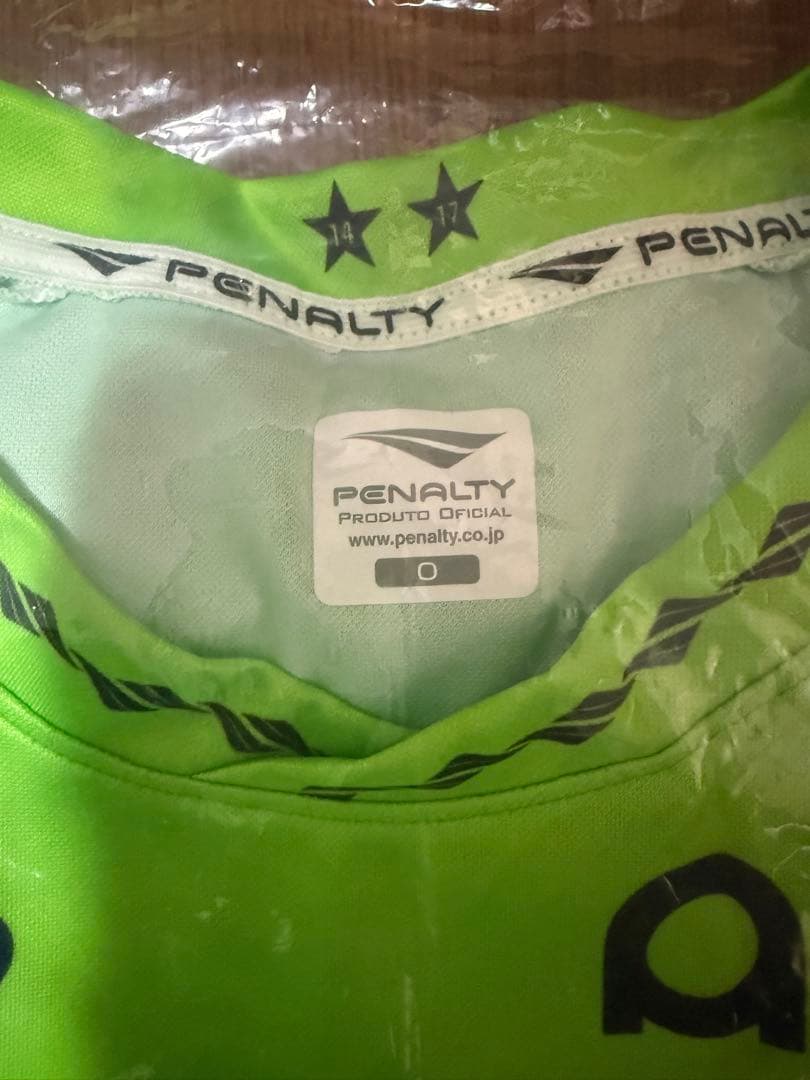 14 17
PENALTY PENAL
PENALTY
PRODUTO OFICIAL
www.penalty.co.jp
O